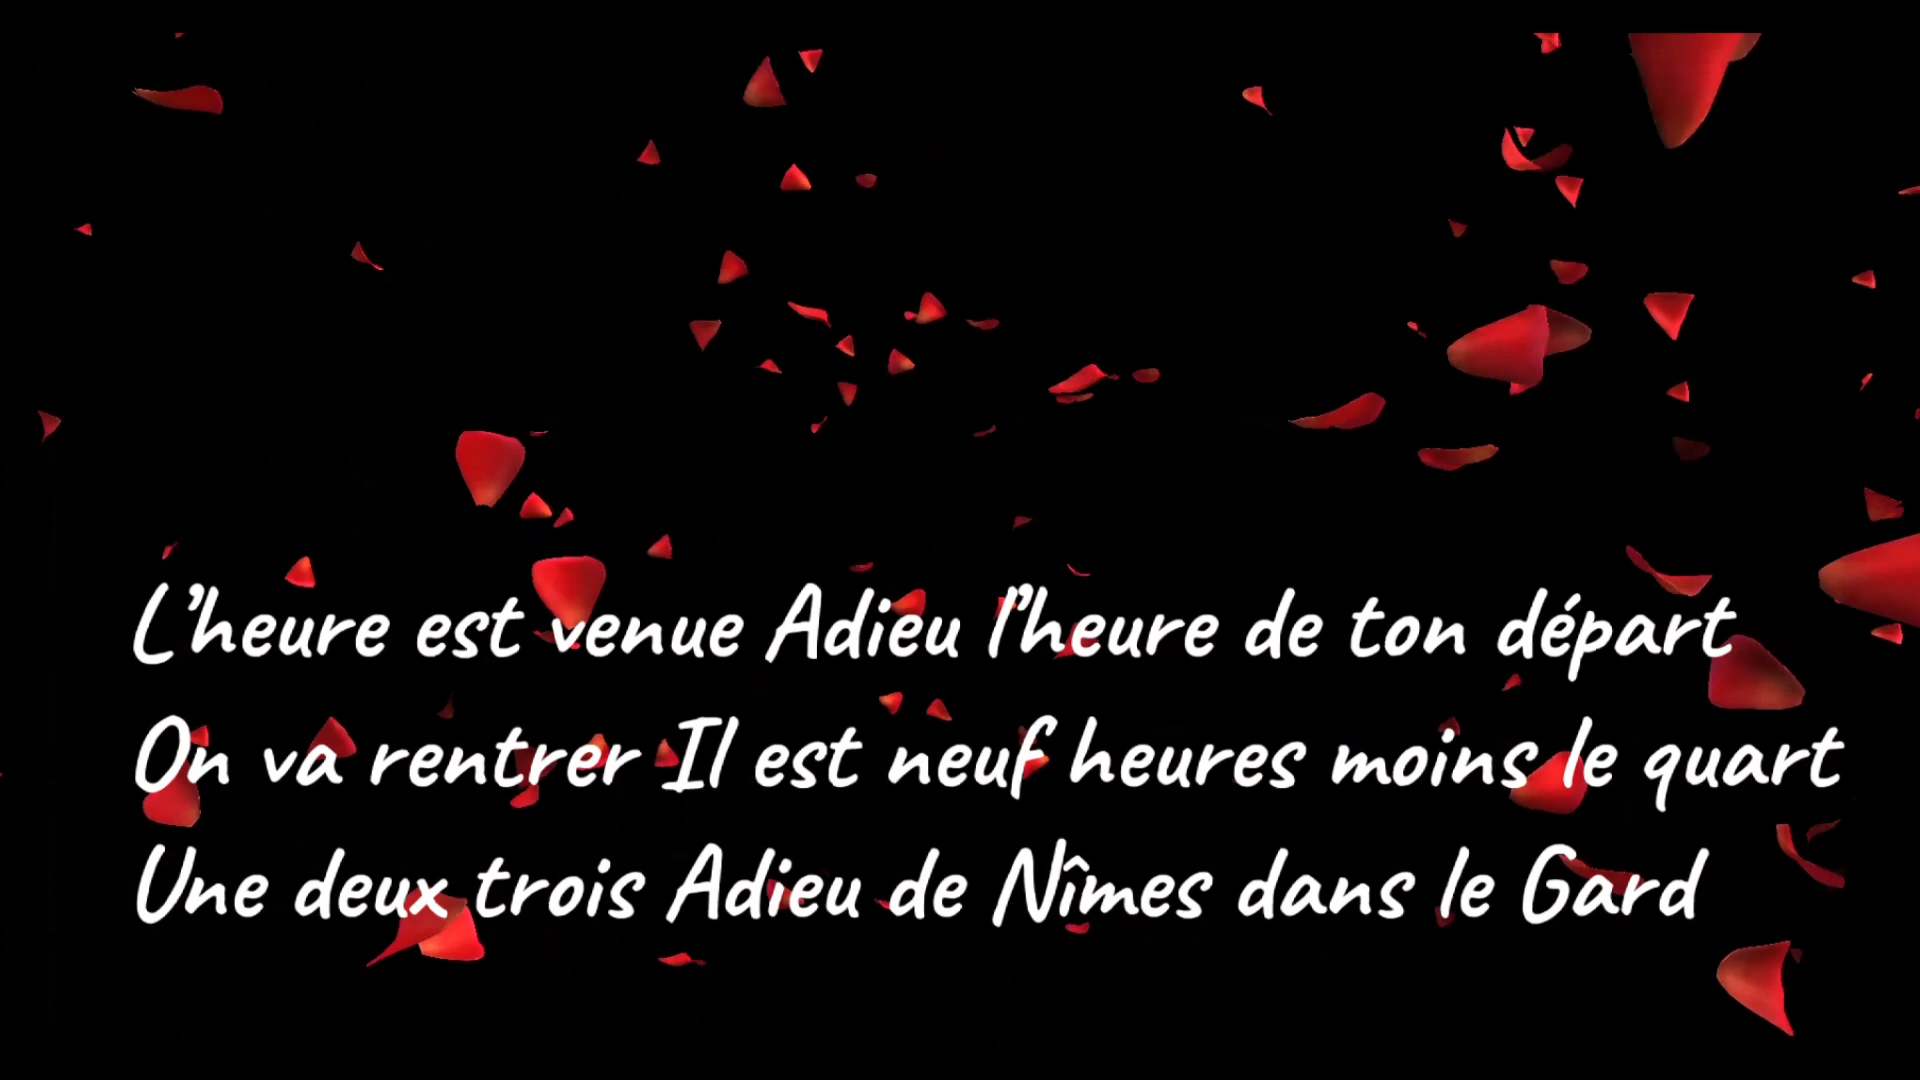 L'heure est venue Adieu l'heure de ton départ
On va rentrer Il est neuf heures moins le quart
Une deux trois Adieu de Nîmes dans le Gard